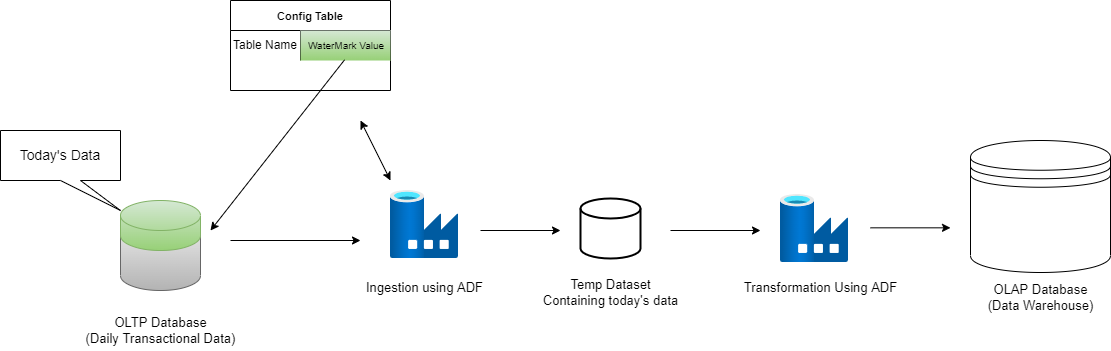 Config Table
Table Name
WaterMark Value
Today's Data
OLTP Database
(Daily Transactional Data)
Ingestion using ADF
Temp Dataset
Containing today's data
Transformation Using ADF
OLAP Database
(Data Warehouse)